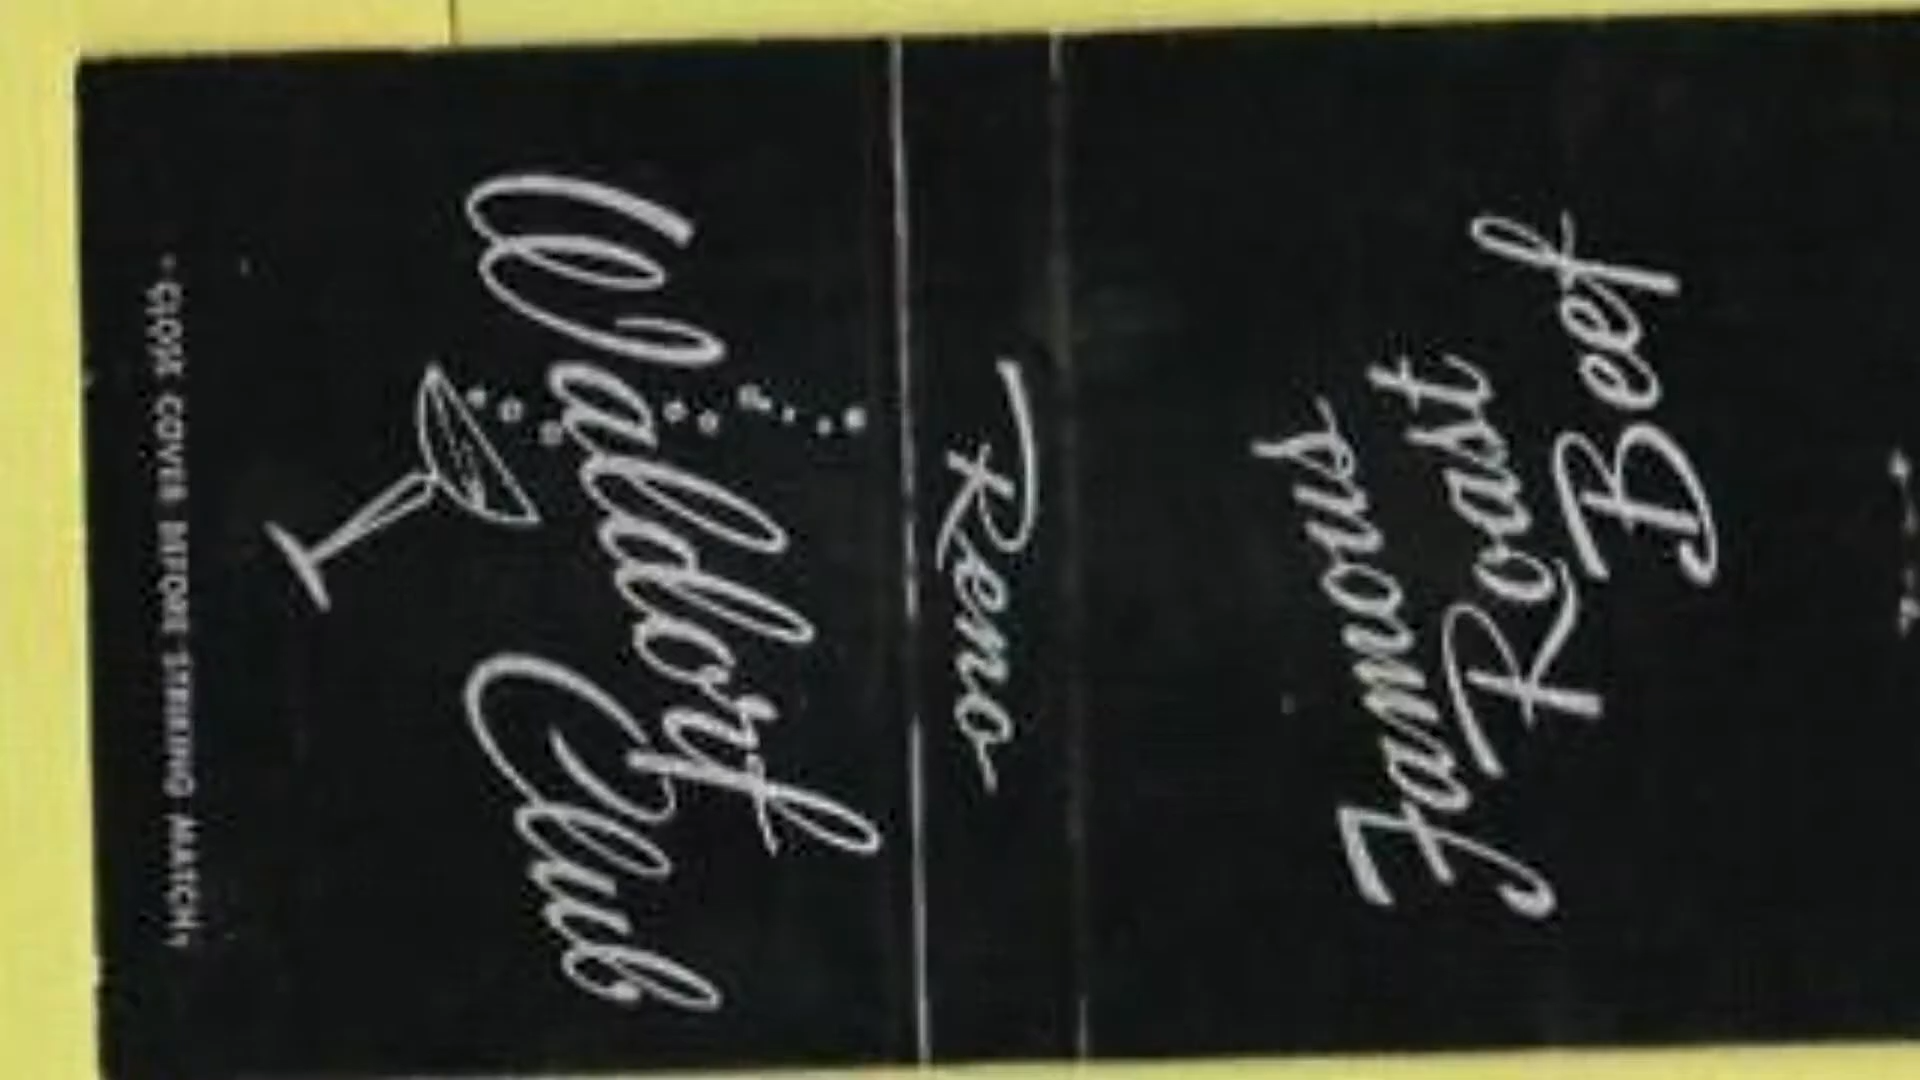 Waldorf
Club
CLOSE COVER BEFORE STRIKING MATCH
Reno
Famous
Roast
Beef